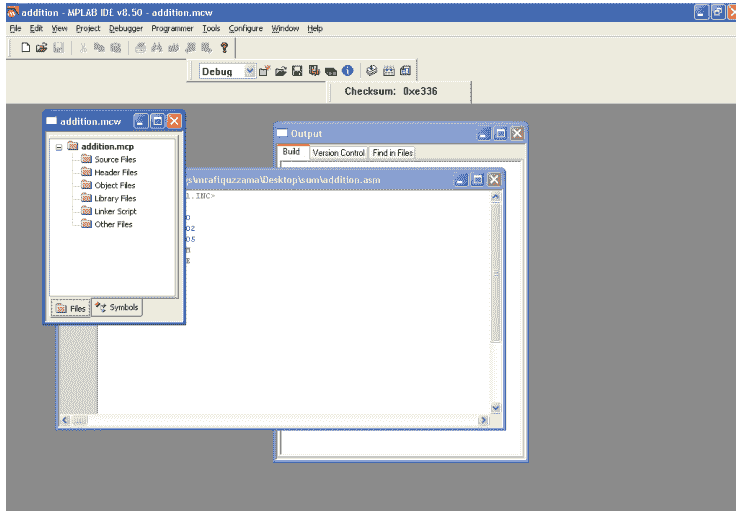 addition - MPLAB IDE v8.50 - addition.mcw
File Edit View Project Debugger Programmer Tools Configure Window Help
Debug
Checksum: 0xe336
addition.mcw
addition.mcp
Source Files
Header Files
Object Files
Library Files
Linker Script
Other Files
Files Symbols
Output
Build Version Control Find in Files
\Desktop\sum\addition.asm
1.INC>
0
02
05